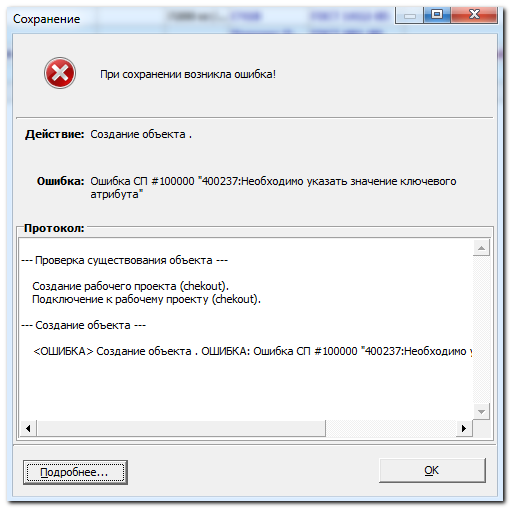 Сохранение
При сохранении возникла ошибка!
Действие: Создание объекта .
Ошибка: Ошибка СП #100000 "400237:Необходимо указать значение ключевого
атрибута"
Протокол:
--- Проверка существования объекта ---
Создание рабочего проекта (chekout).
Подключение к рабочему проекту (chekout).
--- Создание объекта ---
<ОШИБКА> Создание объекта . ОШИБКА: Ошибка СП #100000 "400237:Необходимо
Подробнее...
OK